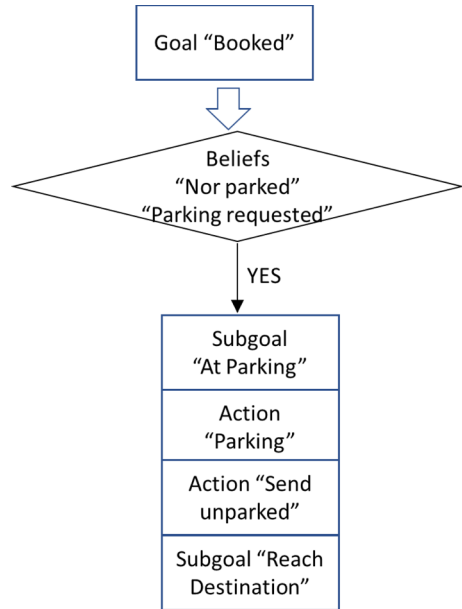 Goal “Booked”
Beliefs
“Nor parked”
“Parking requested”
YES
Subgoal
“At Parking”
Action
“Parking”
Action “Send
unparked”
Subgoal “Reach
Destination”